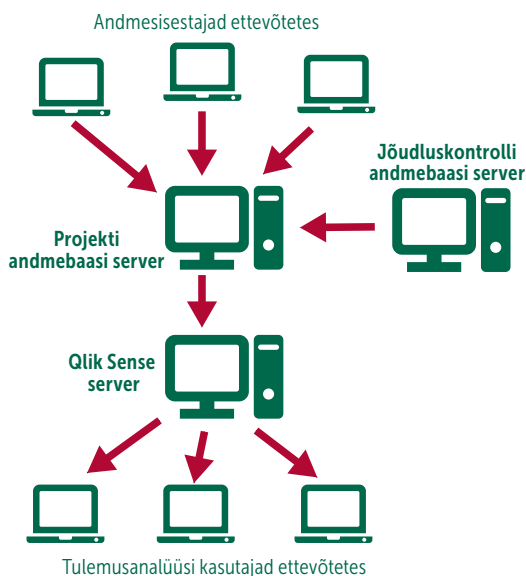 Andmesisestajad ettevõtetes
Jõudluskontrolli
andmebaasi server
Projekti
andmebaasi server
Qlik Sense
server
Tulemusanalüüsi kasutajad ettevõtetes